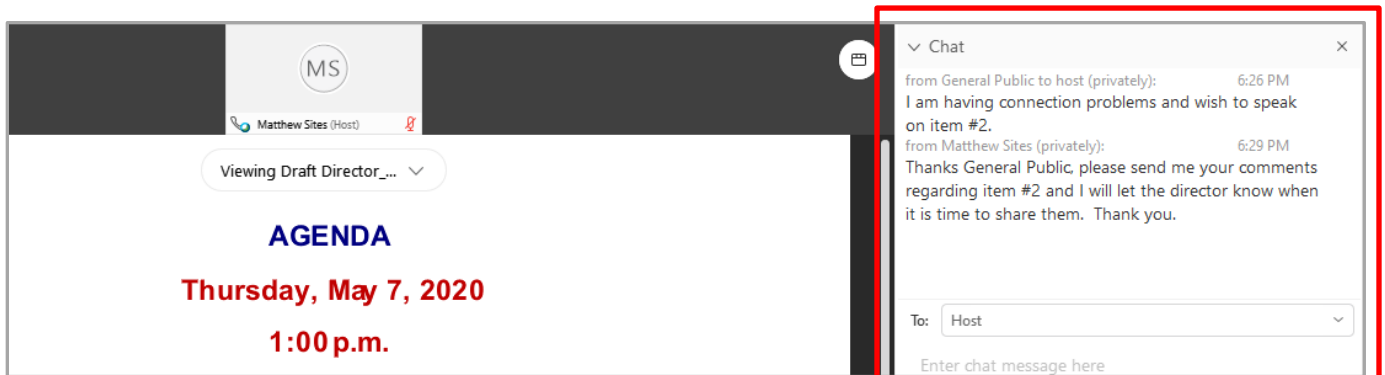 MS
Matthew Sites (Host)
Viewing Draft Director_...
AGENDA
Thursday, May 7, 2020
1:00 p.m.
Chat
from General Public to host (privately): 6:26 PM
I am having connection problems and wish to speak
on item #2.
from Matthew Sites (privately): 6:29 PM
Thanks General Public, please send me your comments
regarding item #2 and I will let the director know when
it is time to share them. Thank you.
To: Host
Enter chat message here